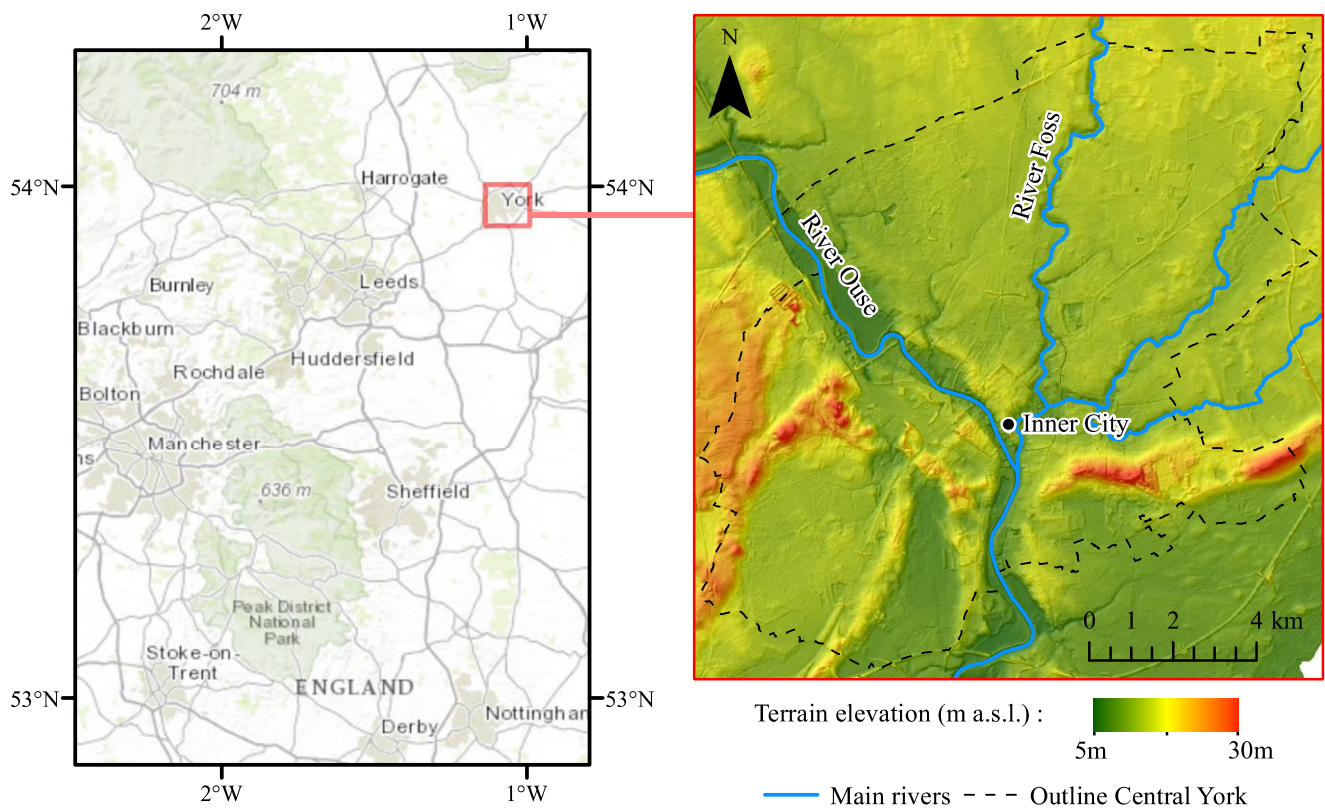 2°W 1°W
704 m
54°N
Harrogate
York
54°N
Burnley
Leeds
Blackburn
Huddersfield
Rochdale
Bolton
Manchester
ns
636 m
Sheffield
Peak District
National
Park
Stoke-on-
Trent
ENGLAND
53°N
53°N
Nottinghan
Derby
2°W 1°W
N
River Foss
River Ouse
Inner City
0 1 2 4 km
Terrain elevation (m a.s.l.) :
5m 30m
Main rivers
Outline Central York